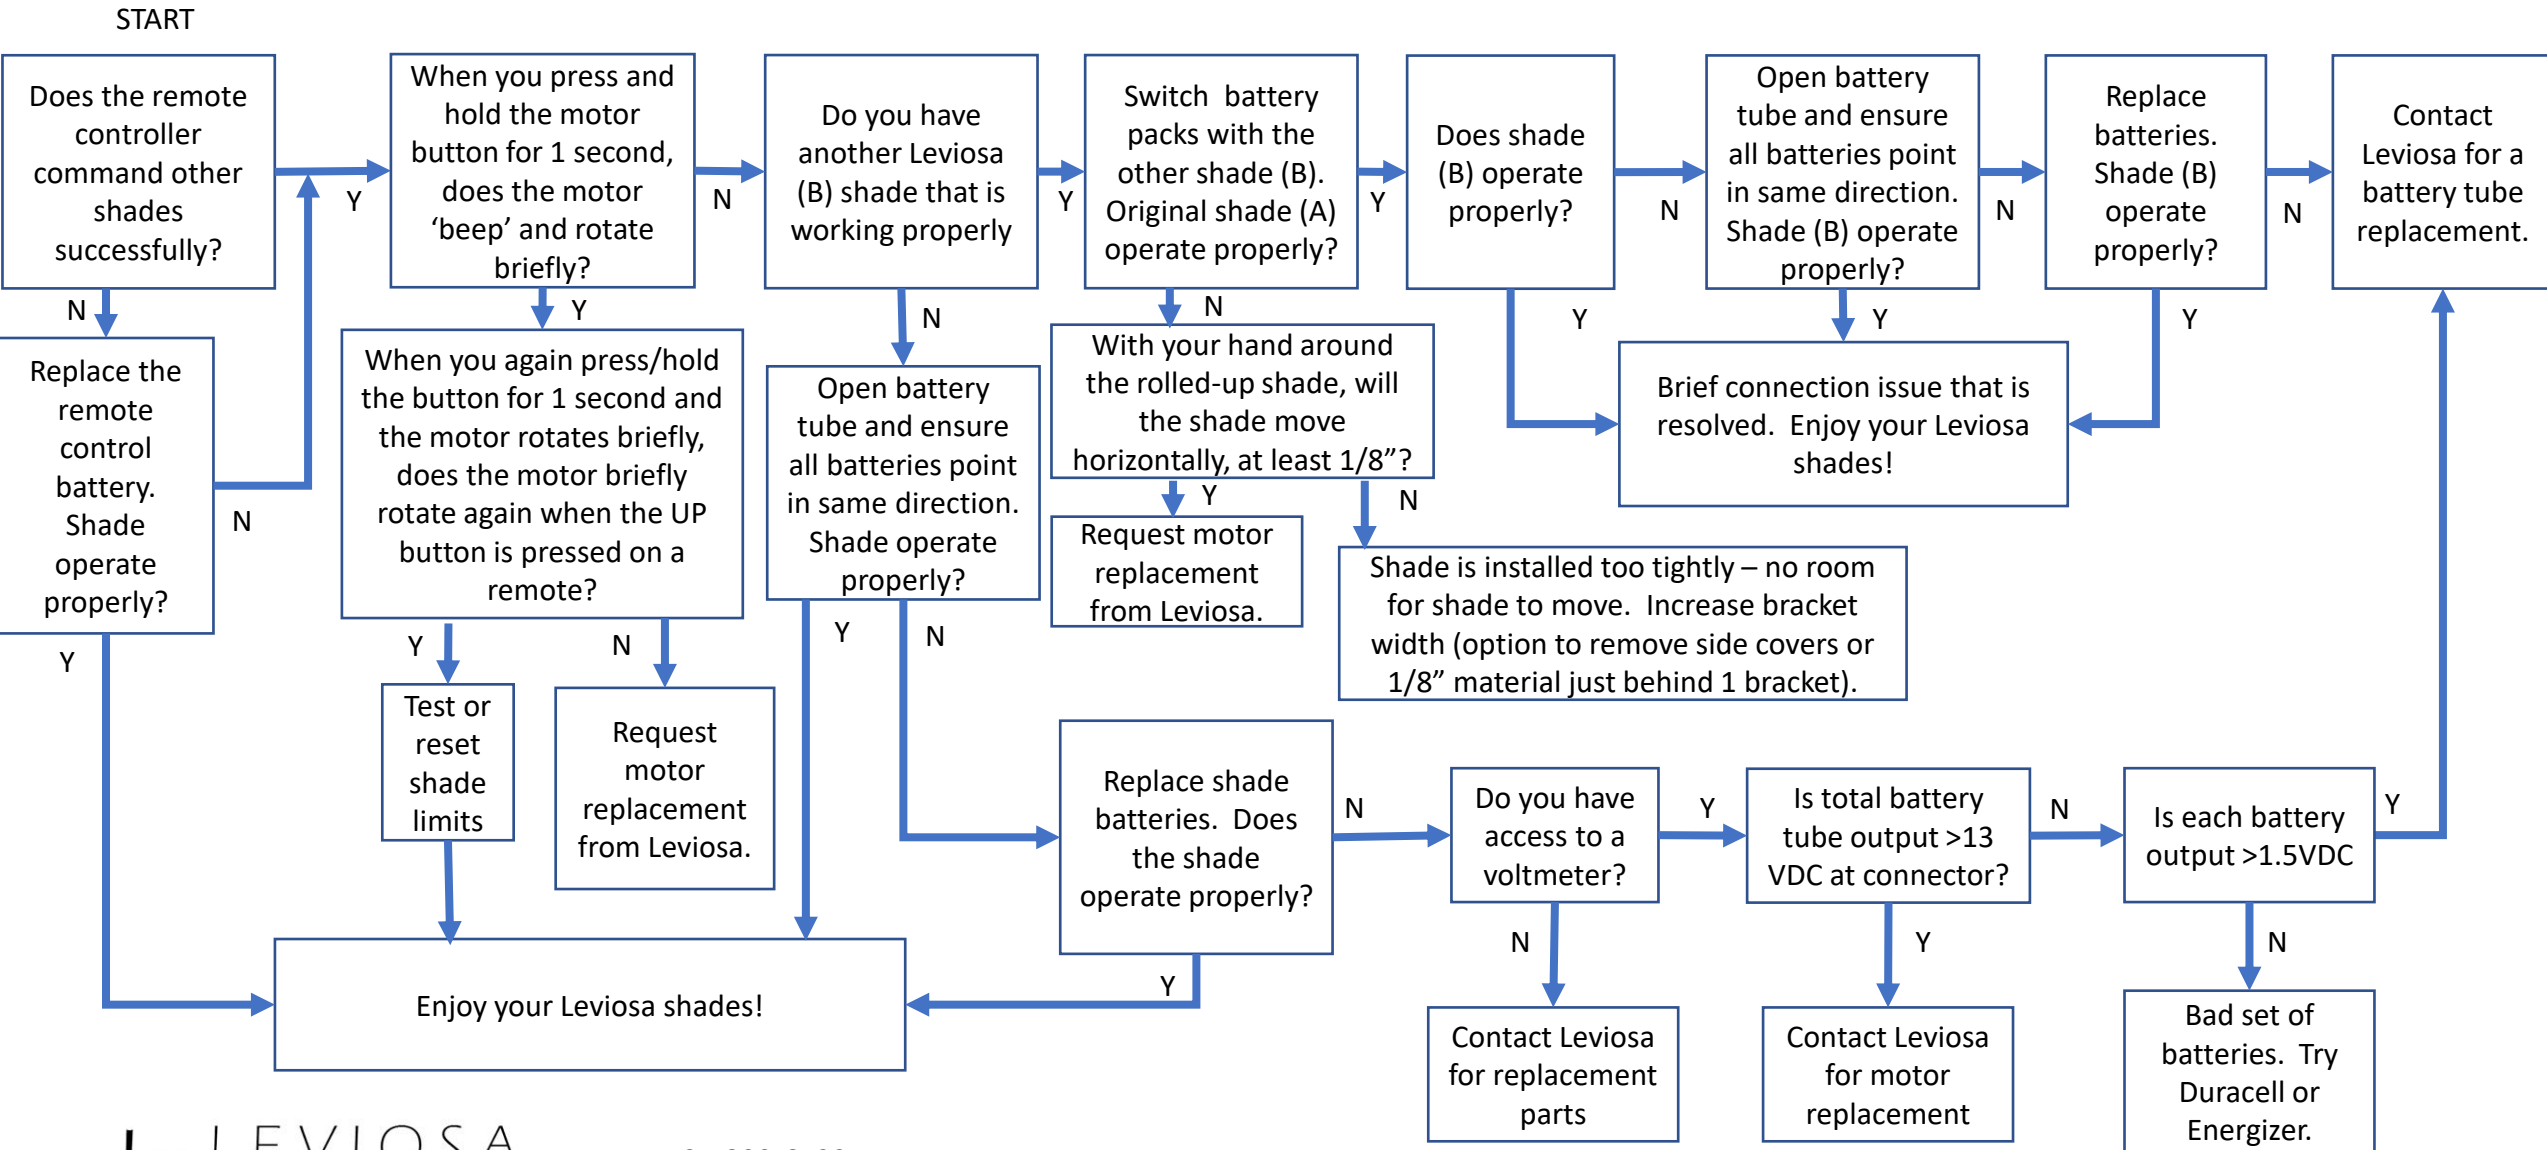 START
Does the remote
controller
command other
shades
successfully?
Y
N
When you press and
hold the motor
button for 1 second,
does the motor
‘beep’ and rotate
briefly?
N
Y
Do you have
another Leviosa
(B) shade that is
working properly
Y
N
Switch  battery
packs with the
other shade (B).
Original shade (A)
operate properly?
Y
N
Does shade
(B) operate
properly?
N
Y
Open battery
tube and ensure
all batteries point
in same direction.
Shade (B) operate
properly?
N
Y
Replace
batteries.
Shade (B)
operate
properly?
N
Y
Contact
Leviosa for a
battery tube
replacement.
Replace the
remote
control
battery.
Shade
operate
properly?
N
Y
When you again press/hold
the button for 1 second and
the motor rotates briefly,
does the motor briefly
rotate again when the UP
button is pressed on a
remote?
Y
N
Open battery
tube and ensure
all batteries point
in same direction.
Shade operate
properly?
Y
N
With your hand around
the rolled-up shade, will
the shade move
horizontally, at least 1/8”?
Y
N
Brief connection issue that is
resolved.  Enjoy your Leviosa
shades!
Request motor
replacement
from Leviosa.
Shade is installed too tightly – no room
for shade to move.  Increase bracket
width (option to remove side covers or
1/8” material just behind 1 bracket).
Test or
reset
shade
limits
Request
motor
replacement
from Leviosa.
Replace shade
batteries.  Does
the shade
operate properly?
N
Y
Do you have
access to a
voltmeter?
Y
N
Is total battery
tube output >13
VDC at connector?
N
Y
Is each battery
output >1.5VDC
Y
N
Enjoy your Leviosa shades!
Contact Leviosa
for replacement
parts
Contact Leviosa
for motor
replacement
Bad set of
batteries.  Try
Duracell or
Energizer.
LEVIOSA